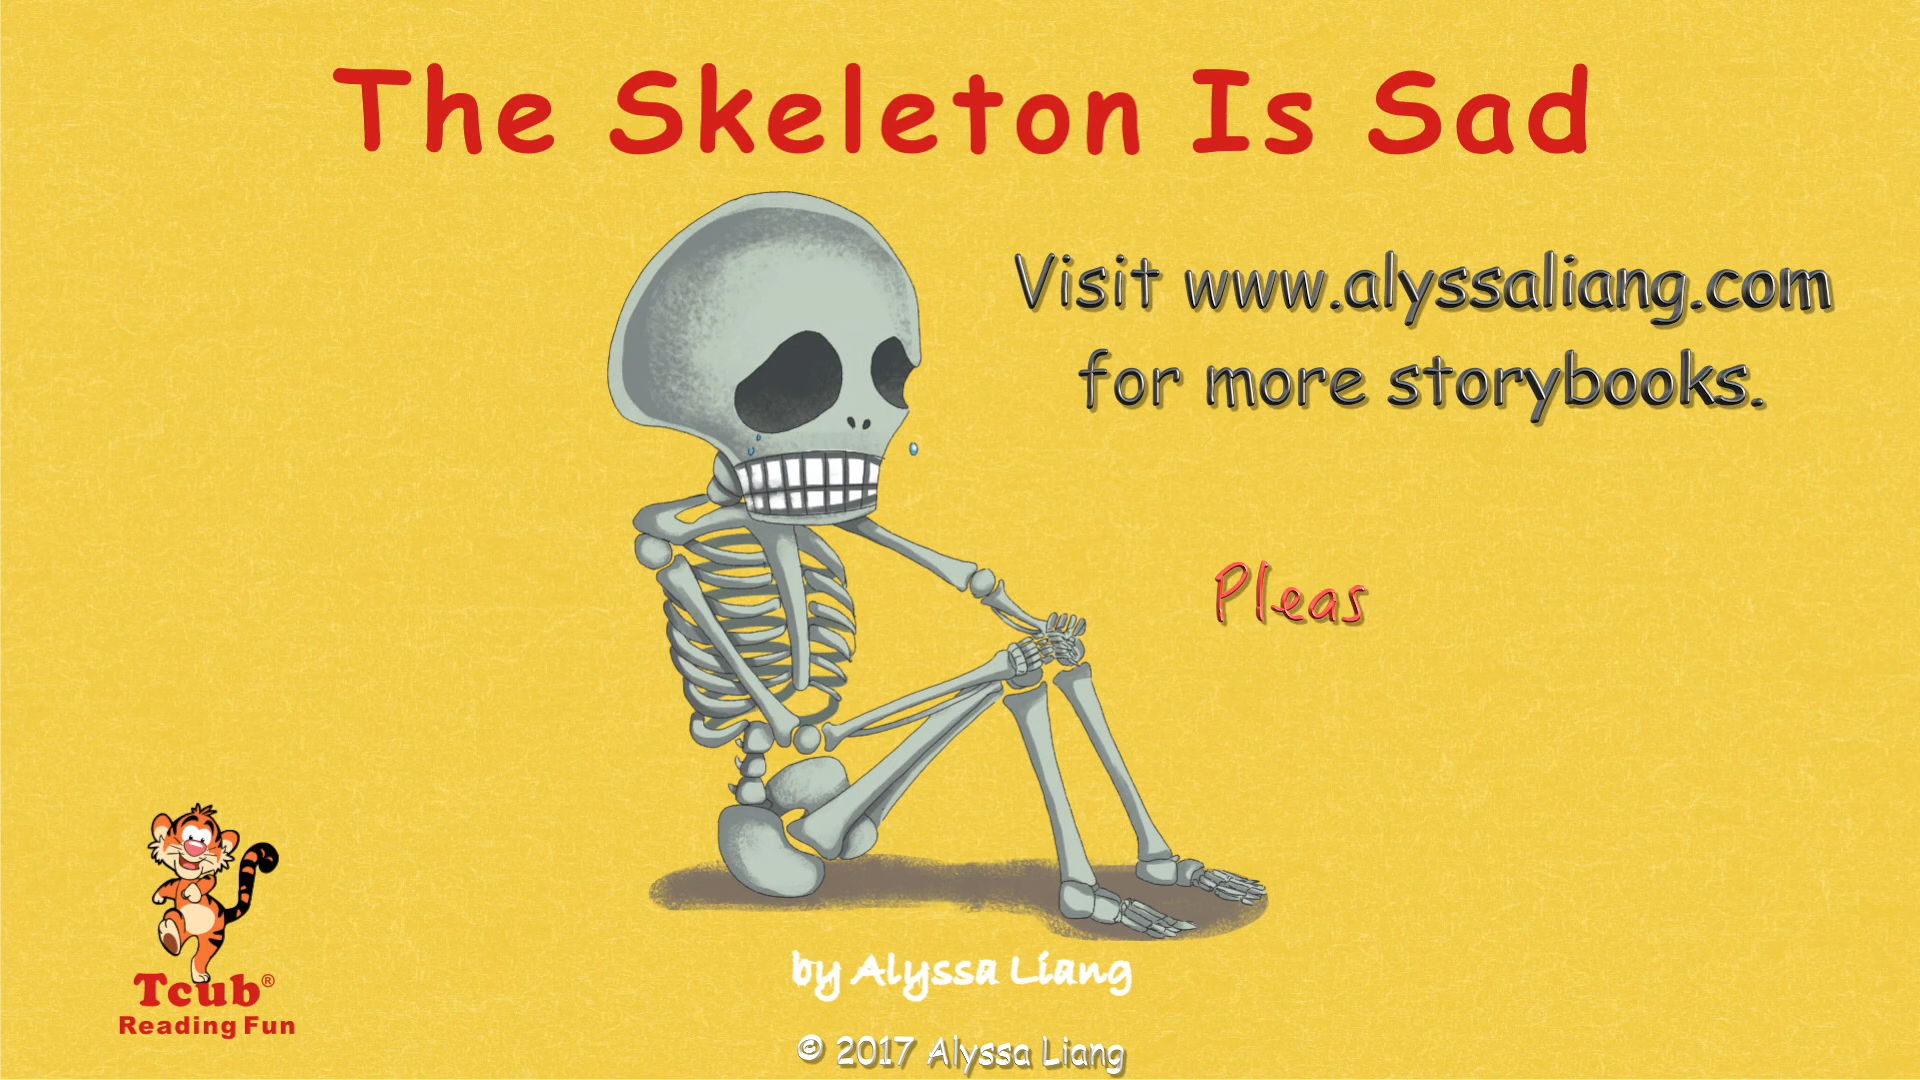 The Skeleton Is Sad
Visit www.alyssaliang.com
for more storybooks.
Pleas
by Alyssa Liang
© 2017 Alyssa Liang
Tcub®
Reading Fun